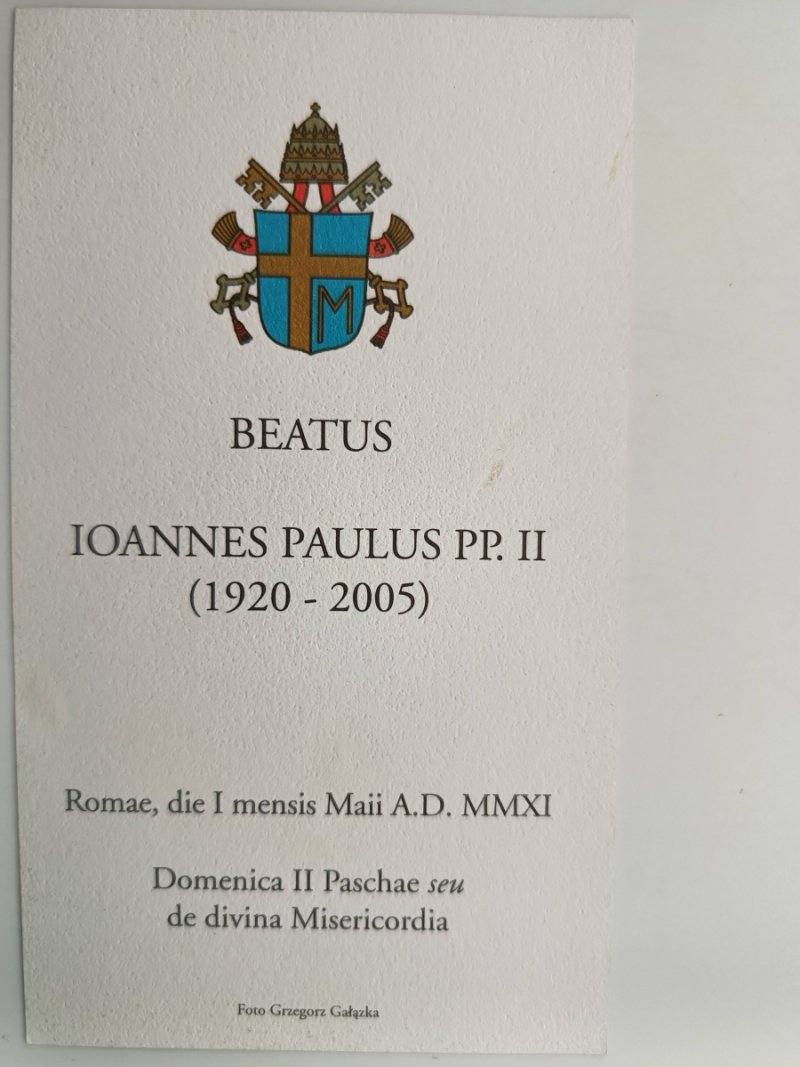 M
BEATUS
IOANNES PAULUS PP. II
(1920 - 2005)
Romae, die I mensis Maii A.D. MMXI
Domenica II Paschae seu
de divina Misericordia
Foto Grzegorz Gałązka